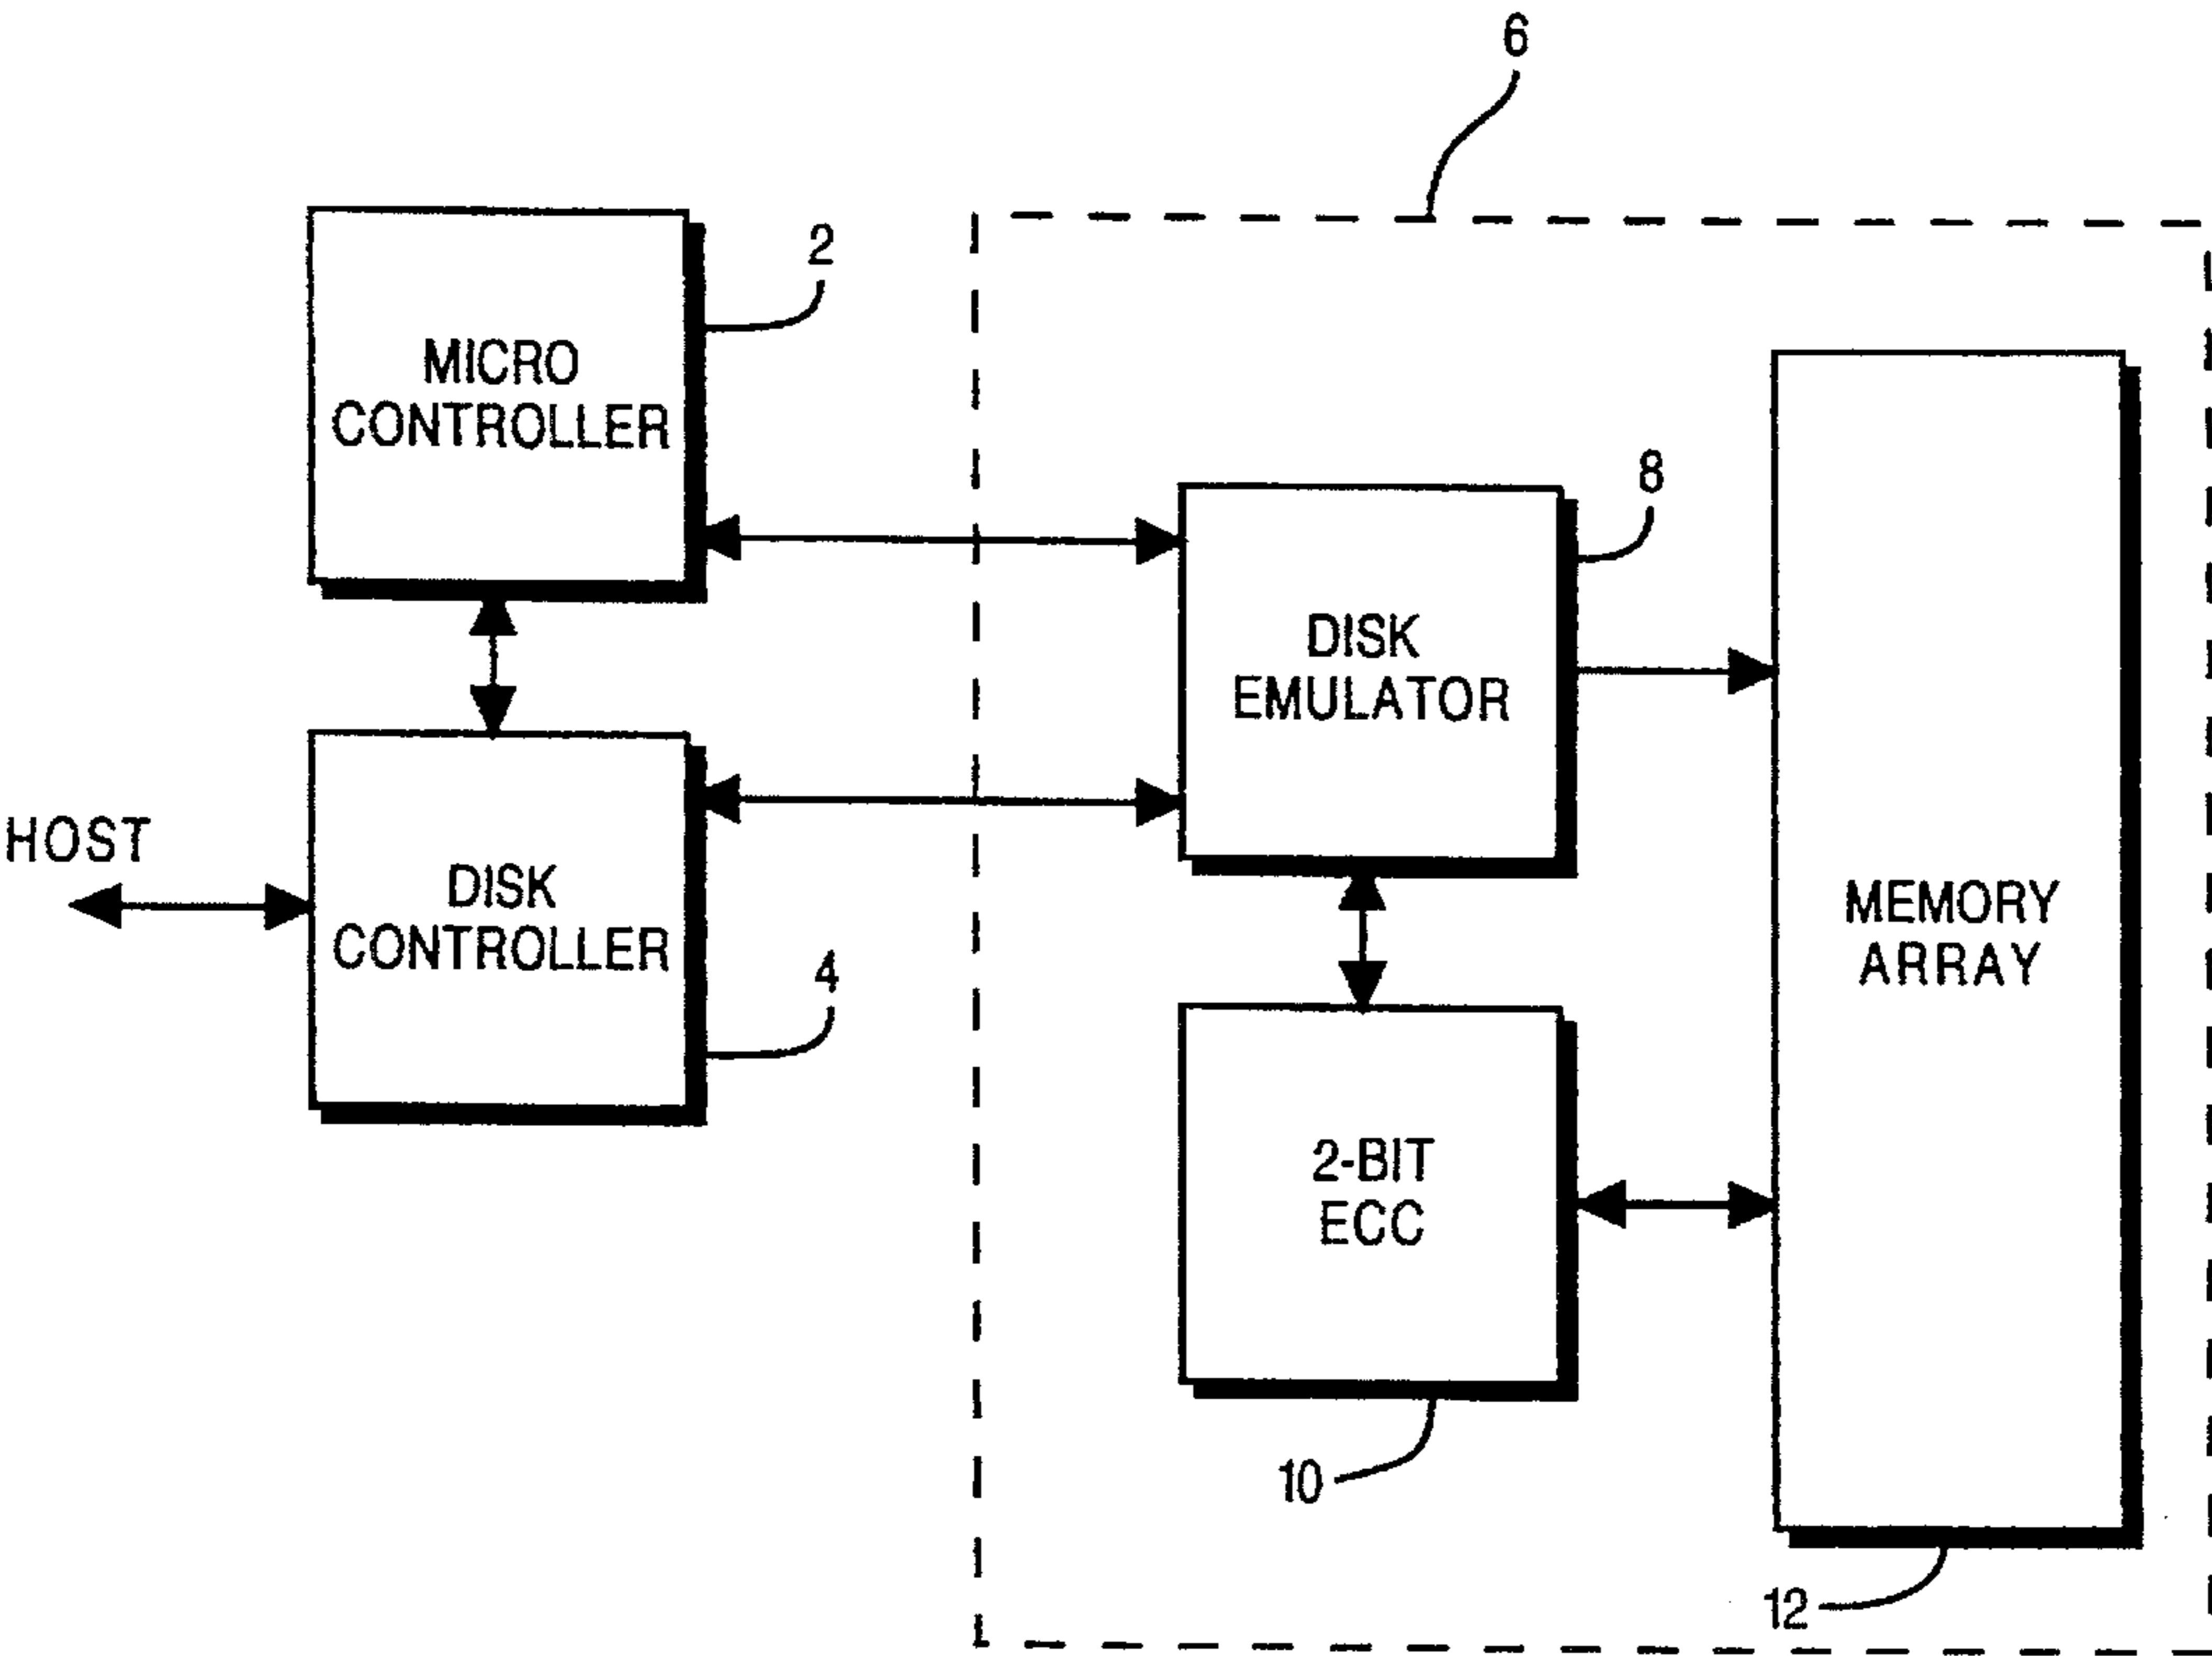 6
2
MICRO
CONTROLLER
8
DISK
EMULATOR
HOST
DISK
CONTROLLER
4
MEMORY
ARRAY
2-BIT
ECC
10
12